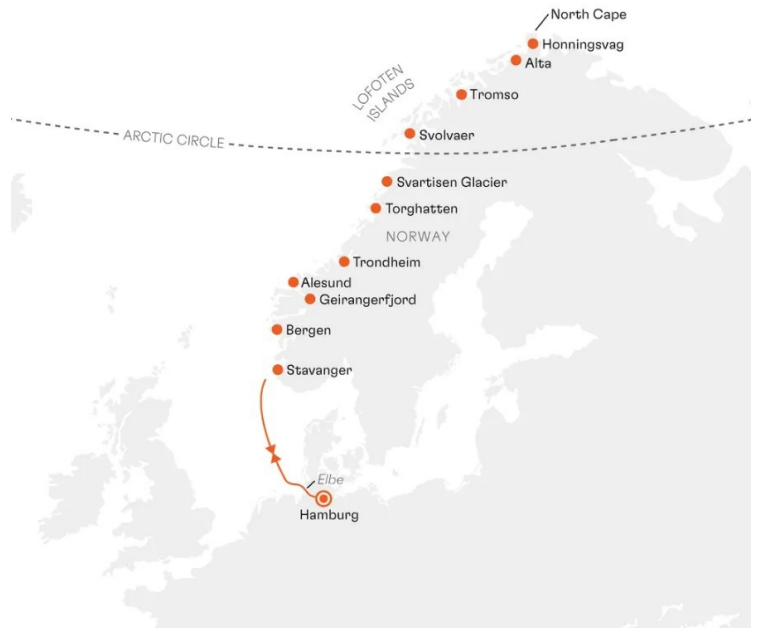 North Cape
Honningsvag
Alta
LOFOTEN
ISLANDS
Tromso
Svolvaer
ARCTIC CIRCLE
Svartisen Glacier
Torghatten
NORWAY
Trondheim
Alesund
Geirangerfjord
Bergen
Stavanger
Elbe
Hamburg